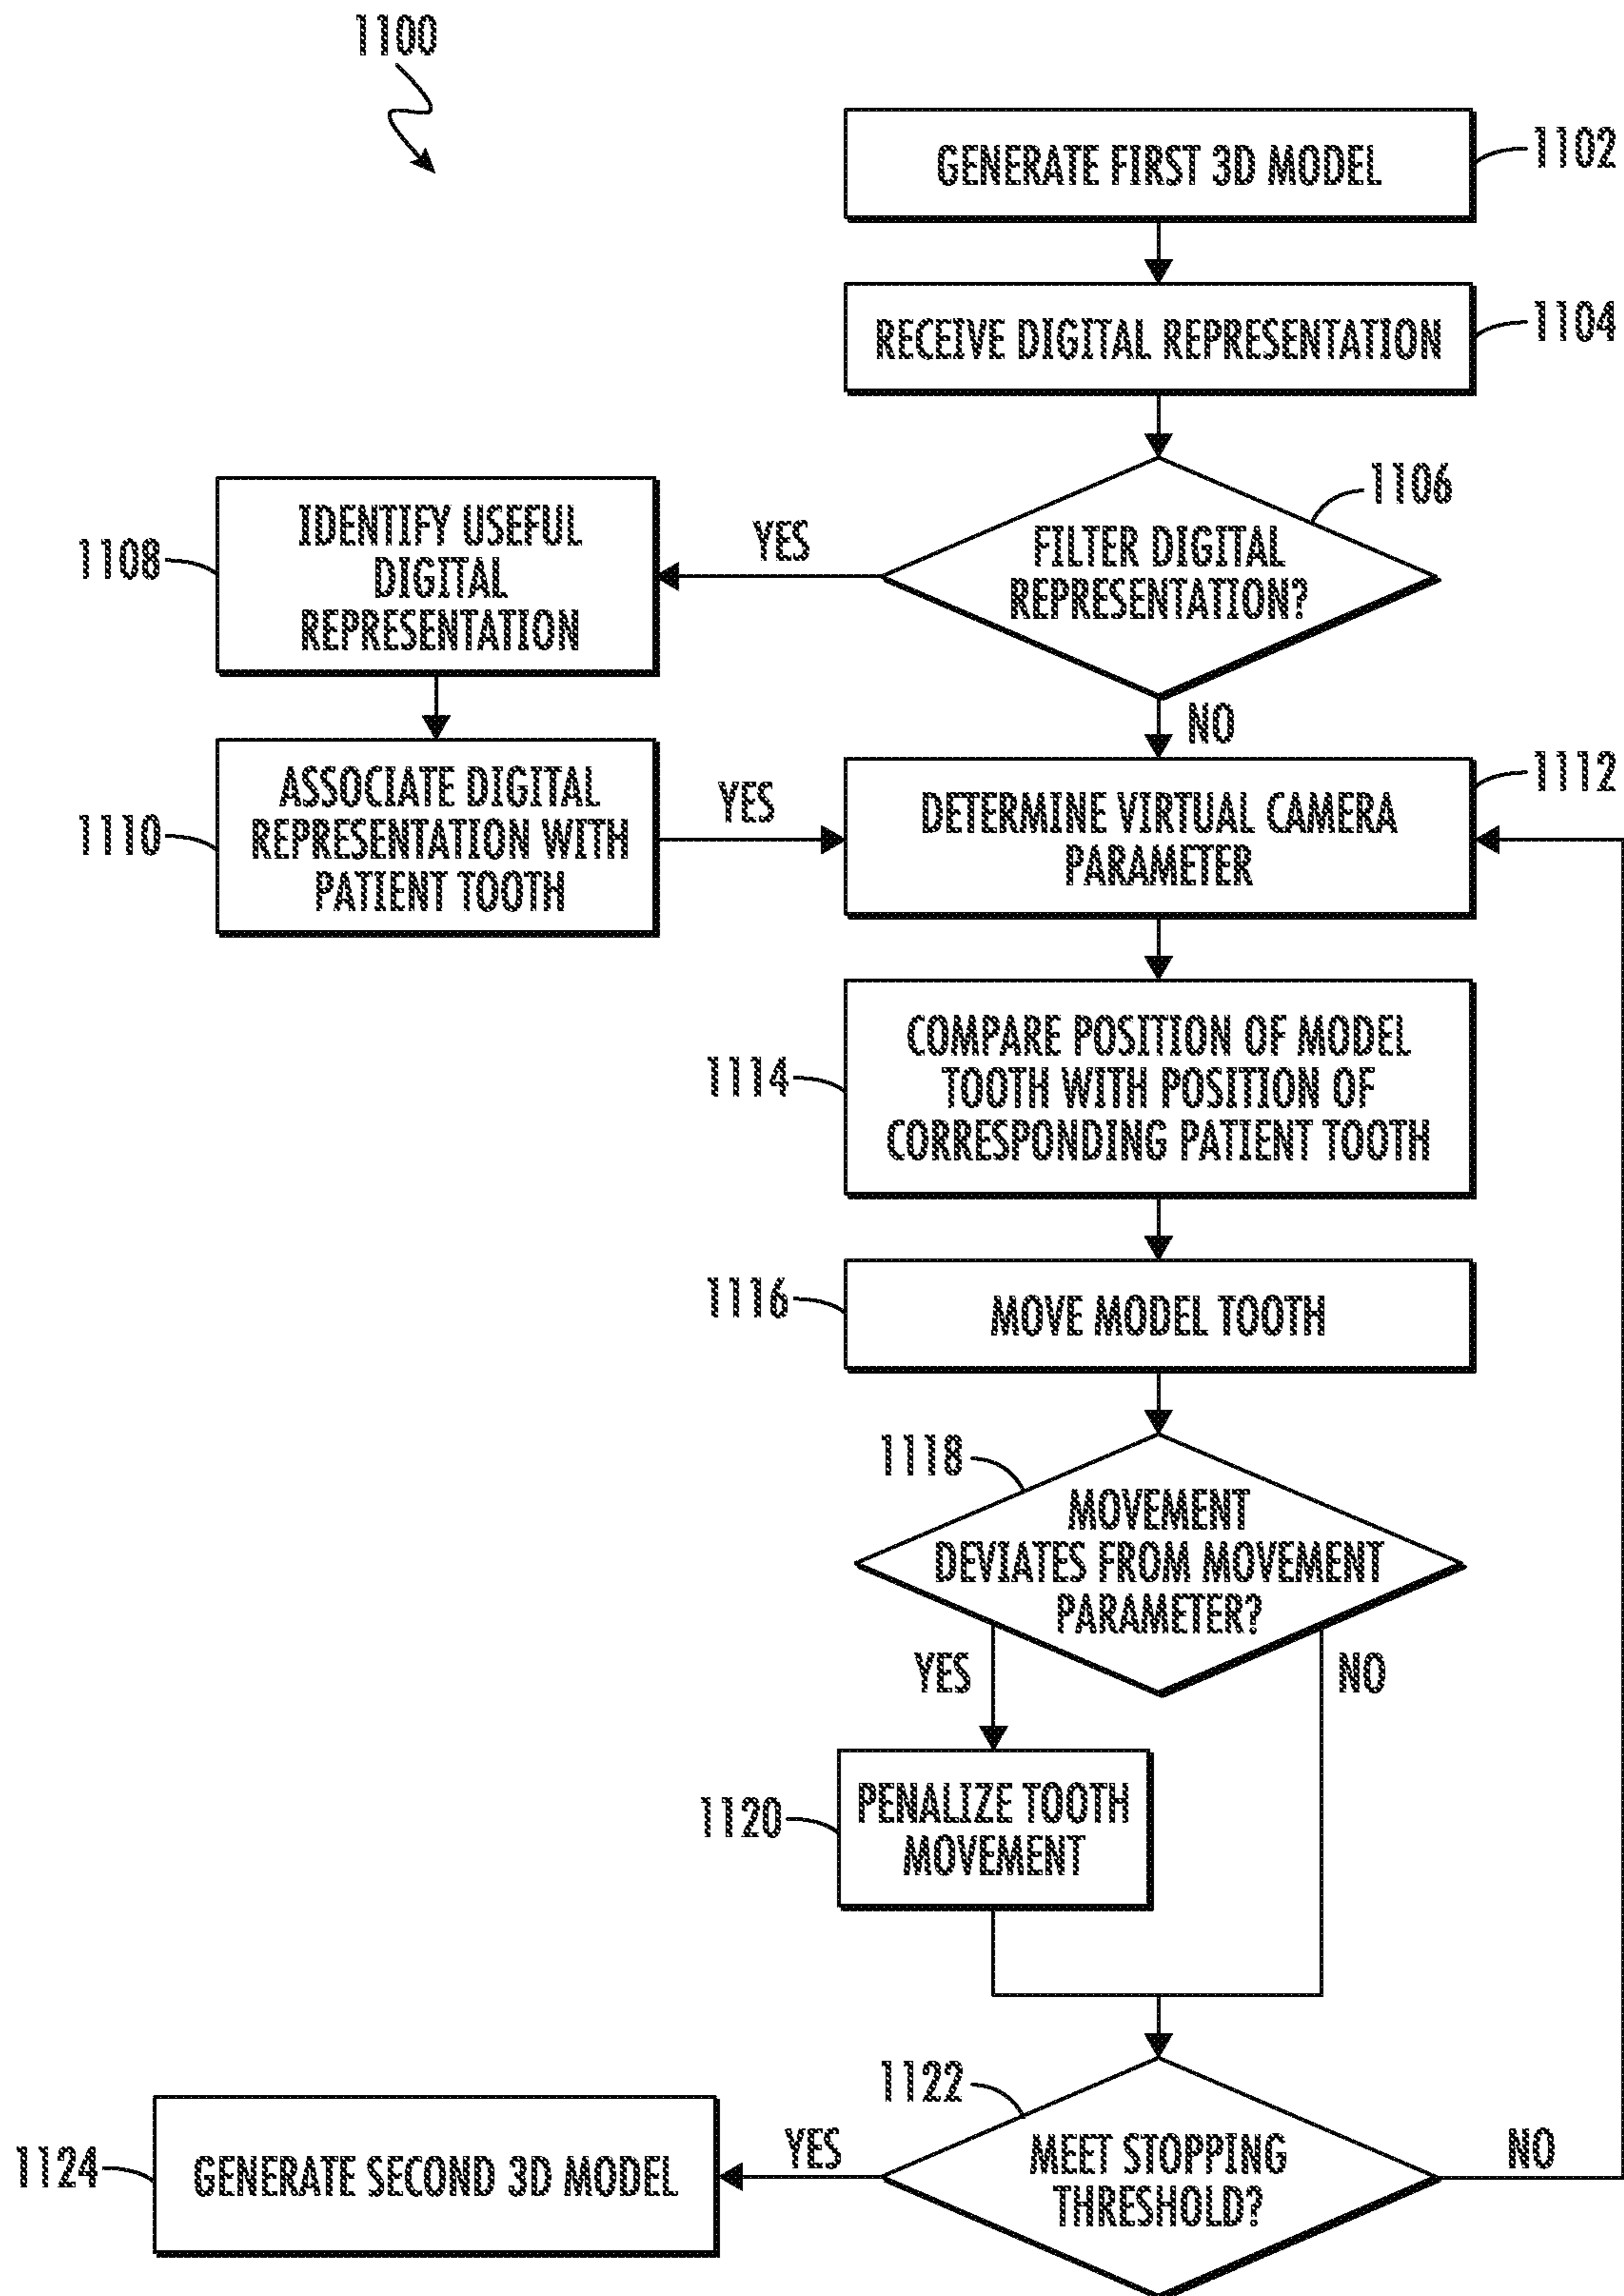 1100
GENERATE FIRST 3D MODEL
1102
RECEIVE DIGITAL REPRESENTATION
1104
1106
FILTER DIGITAL
REPRESENTATION?
YES
1108
IDENTIFY USEFUL
DIGITAL
REPRESENTATION
NO
1110
ASSOCIATE DIGITAL
REPRESENTATION WITH
PATIENT TOOTH
YES
1112
DETERMINE VIRTUAL CAMERA
PARAMETER
1114
COMPARE POSITION OF MODEL
TOOTH WITH POSITION OF
CORRESPONDING PATIENT TOOTH
1116
MOVE MODEL TOOTH
1118
MOVEMENT
DEVIATES FROM MOVEMENT
PARAMETER?
YES
NO
1120
PENALIZE TOOTH
MOVEMENT
1122
MEET STOPPING
THRESHOLD?
YES
NO
1124
GENERATE SECOND 3D MODEL